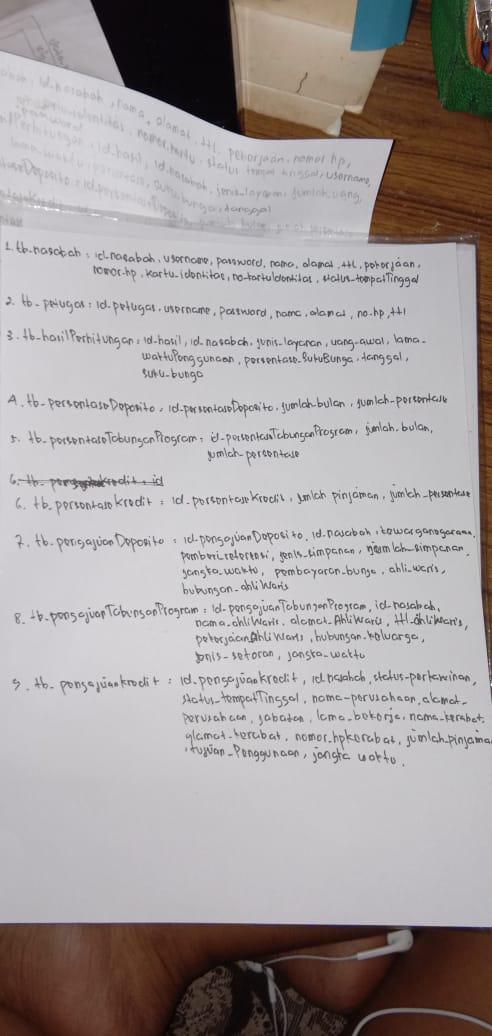 id-nasabah, nama, alamat, ttl, pekerjaan, nomor hp,
nomor kartu, status tempat tinggal, username,
password
Perhitungan, id-hasil, id nasabah, jenis-layanan, jumlah uang,
suku bunga, tanggal
1. tb-nasabah : id-nasabah, username, password, nama, alamat, ttl, pekerjaan,
nomor-hp, kartu-identitas, no-kartuIdentitas, status-tempatTinggal
2. tb-petugas : id-petugas, username, password, nama, alamat, no-hp, ttl
3. tb-hasilPerhitungan : id-hasil, id-nasabah, jenis-layanan, uang-awal, lama-
waktuPenggunaan, persentase-SukuBunga, tanggal,
suku-bunga
4. tb-persentaseDeposito : id-persentaseDeposito, jumlah-bulan, jumlah-persentase
5. tb-persentaseTabunganProgram : id-persentaseTabunganProgram, jumlah-bulan,
jumlah-persentase
6. tb-kredit, id
6. tb-persentasekredit : id-persentaseKredit, jumlah pinjaman, jumlah-persentase
7. tb-pengajuanDeposito : id-pengajuanDeposito, id-nasabah, kewarganegaraan,
pemberi-referensi, jenis-simpanan, jumlah-simpanan,
jangka-waktu, pembayaran-bunga, ahli-waris,
hubungan-ahliWaris
8. tb-pengajuanTabunganProgram : id-pengajuanTabunganProgram, id-nasabah,
nama-ahliWaris, alamat-AhliWaris, ttl-ahliWaris,
pekerjaanAhliWaris, hubungan-keluarga,
jenis-setoran, jangka-waktu
9. tb-pengajuankredit : id-pengajuankredit, id nasabah, status-perkawinan,
status-tempatTinggal, nama-perusahaan, alamat-
perusahaan, jabatan, lama-bekerja, nama-kerabat,
alamat-kerabat, nomor.hpkerabat, jumlah-pinjama
, tujuan-Penggunaan, jangka waktu.